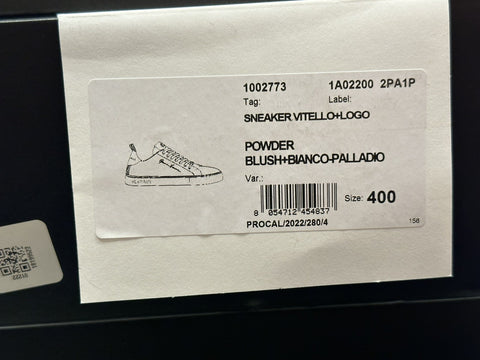 1002773 1A02200 2PA1P
Tag: Label:
SNEAKER VITELLO+LOGO
POWDER
BLUSH+BIANCO-PALLADIO
Var.:
Size: 400
8 054712 454837
PROCAL/2022/280/4
156